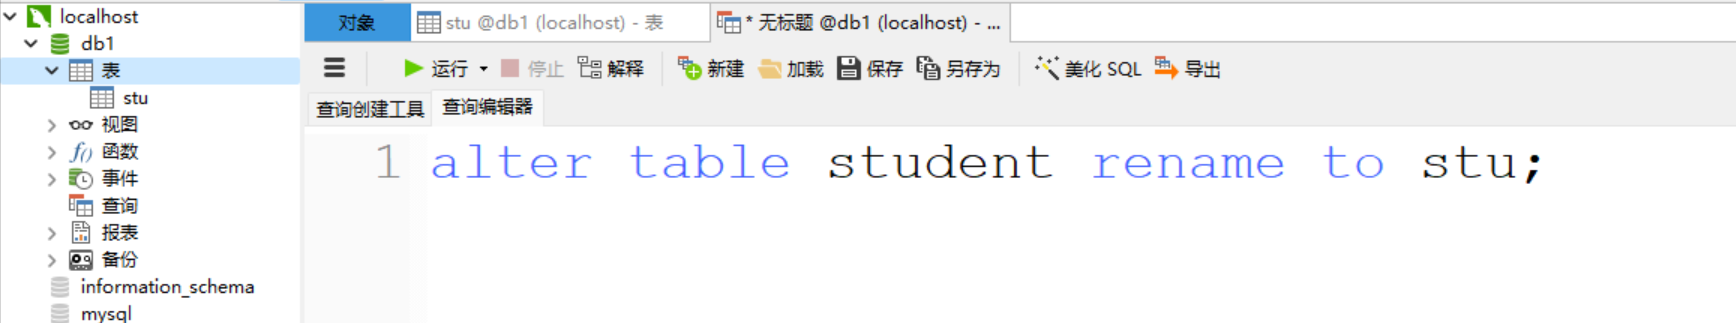 localhost
db1
表
stu
视图
函数
事件
查询
报表
备份
information_schema
mysql
对象
stu @db1 (localhost) - 表
* 无标题 @db1 (localhost) - ...
运行 停止 解释 新建 加载 保存 另存为 美化 SQL 导出
查询创建工具 查询编辑器
1 alter table student rename to stu;